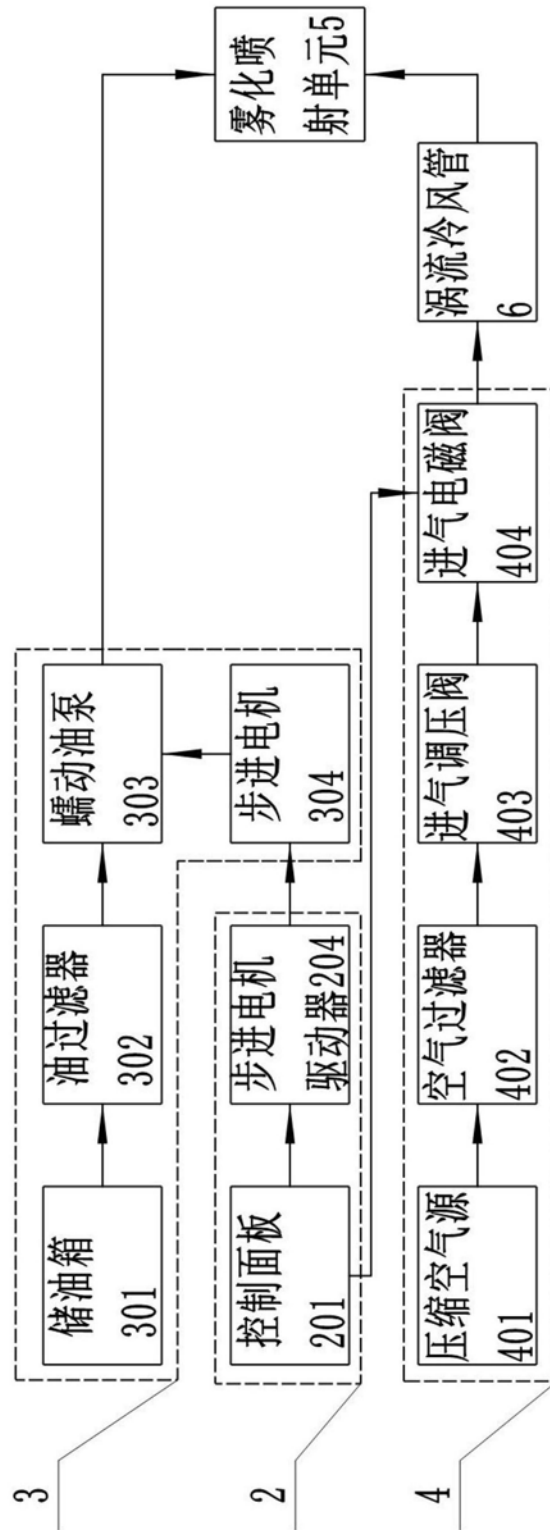 3
储油箱
301
油过滤器
302
蠕动油泵
303
雾化喷
射单元5
2
控制面板
201
步进电机
驱动器204
步进电机
304
4
压缩空气源
401
空气过滤器
402
进气调压阀
403
进气电磁阀
404
涡流冷风管
6